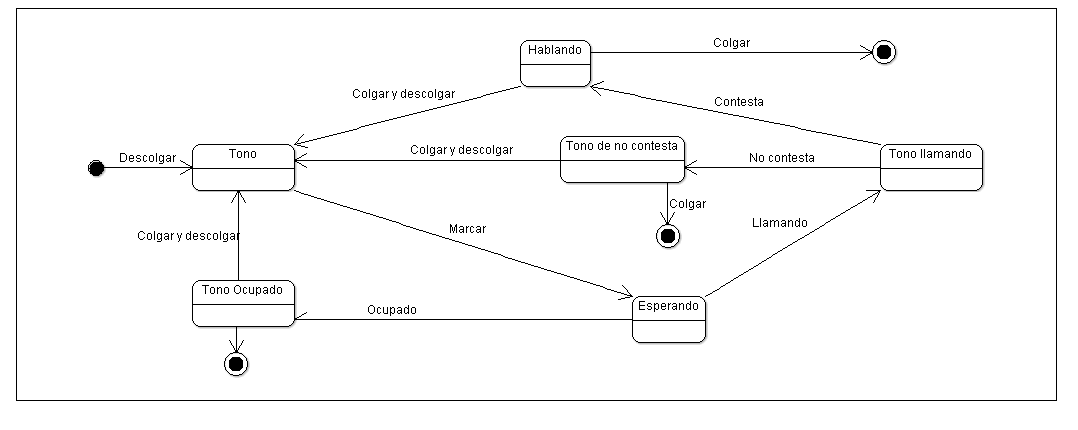 Hablando
Colgar
Colgar y descolgar
Contesta
Descolgar
Tono
Colgar y descolgar
Tono de no contesta
No contesta
Tono llamando
Colgar
Colgar y descolgar
Marcar
Llamando
Tono Ocupado
Ocupado
Esperando